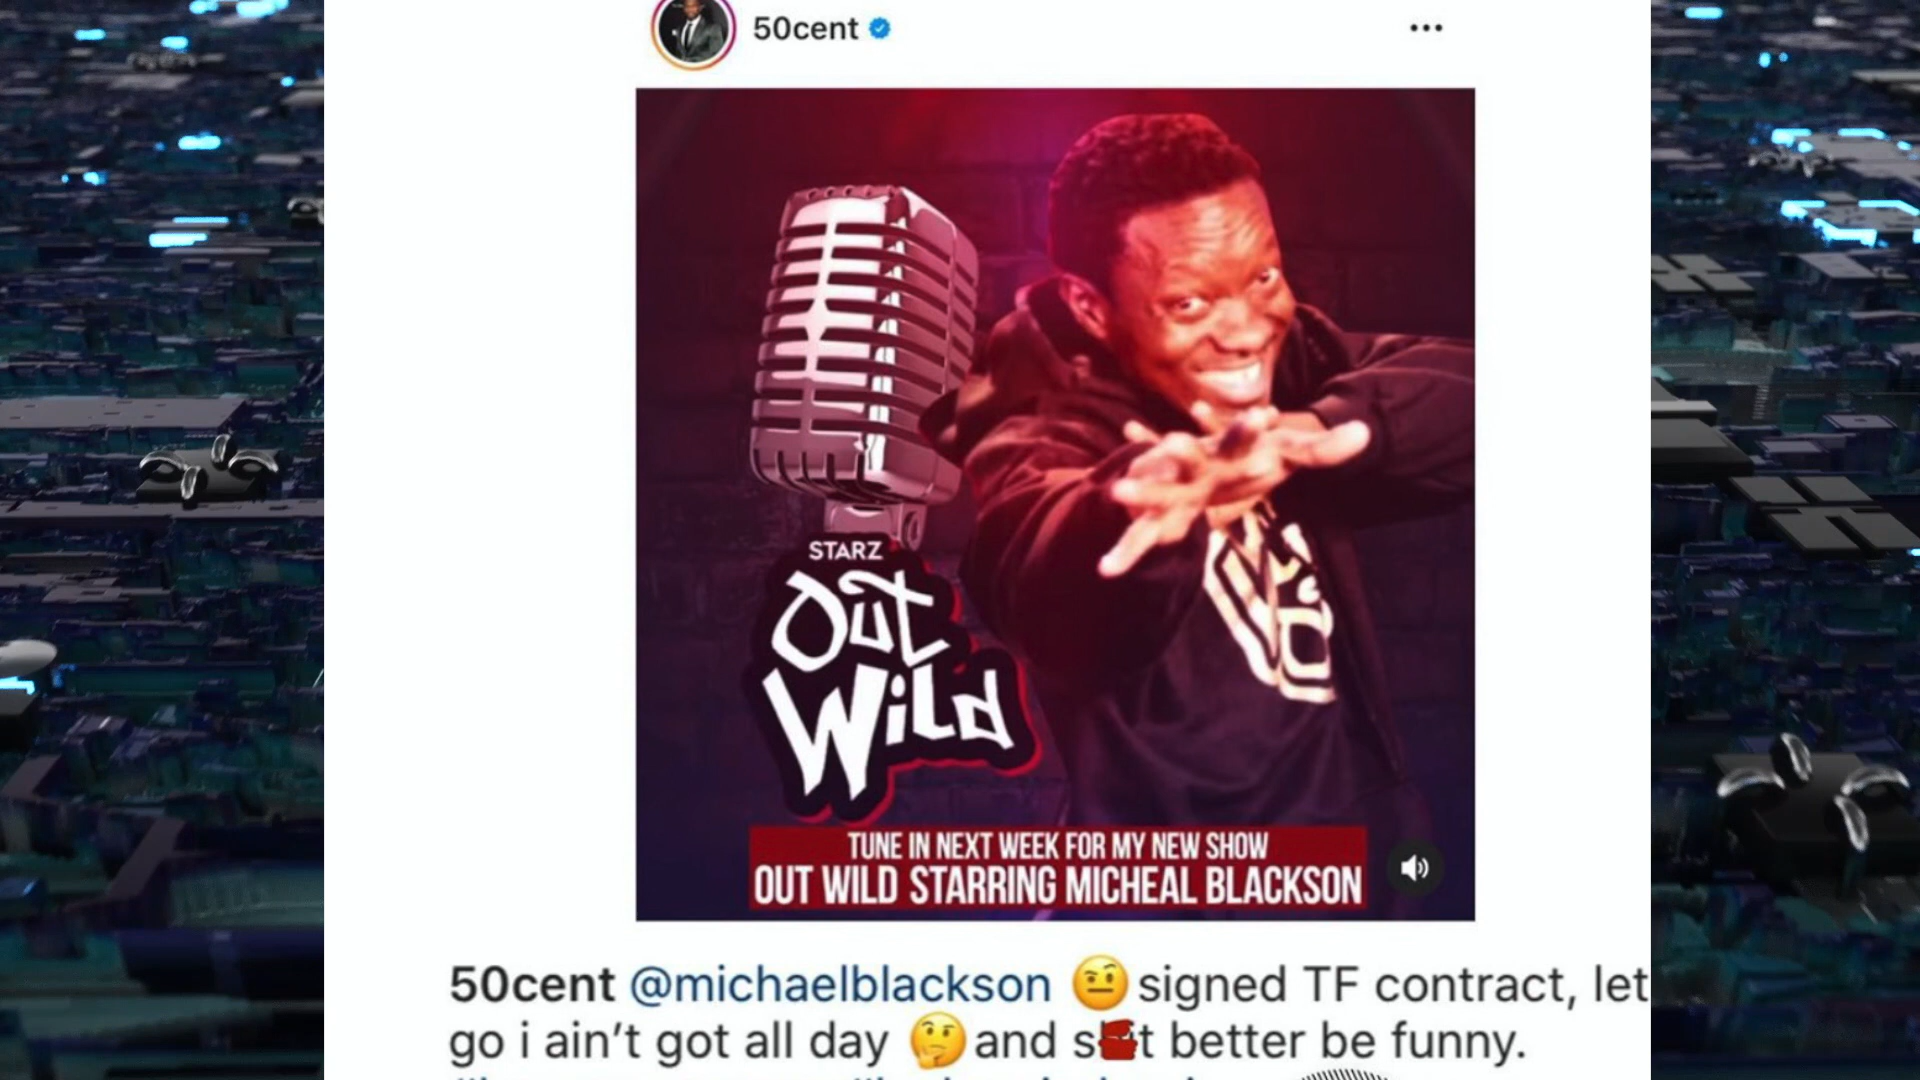 50cent
STARZ
Out
Wild
TUNE IN NEXT WEEK FOR MY NEW SHOW
OUT WILD STARRING MICHEAL BLACKSON
50cent @michaelblackson 🤨 signed TF contract, let
go i ain’t got all day 🤔 and s t better be funny.